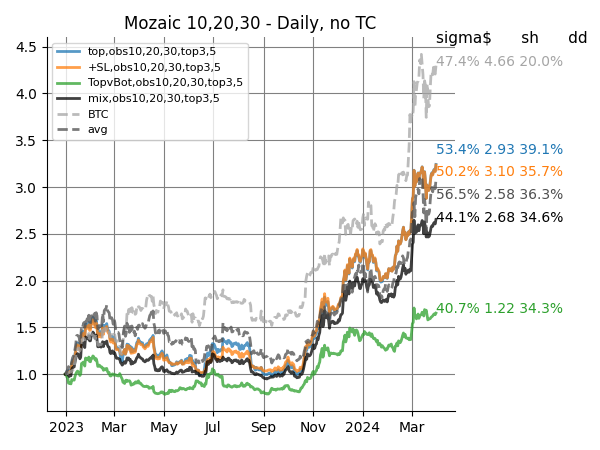 Mozaic 10,20,30 - Daily, no TC
sigma$ sh dd
4.5
4.0
3.5
3.0
2.5
2.0
1.5
1.0
top,obs10,20,30,top3,5
+SL,obs10,20,30,top3,5
TopvBot,obs10,20,30,top3,5
mix,obs10,20,30,top3,5
BTC
avg
47.4% 4.66 20.0%
53.4% 2.93 39.1%
50.2% 3.10 35.7%
56.5% 2.58 36.3%
44.1% 2.68 34.6%
40.7% 1.22 34.3%
2023 Mar May Jul Sep Nov 2024 Mar